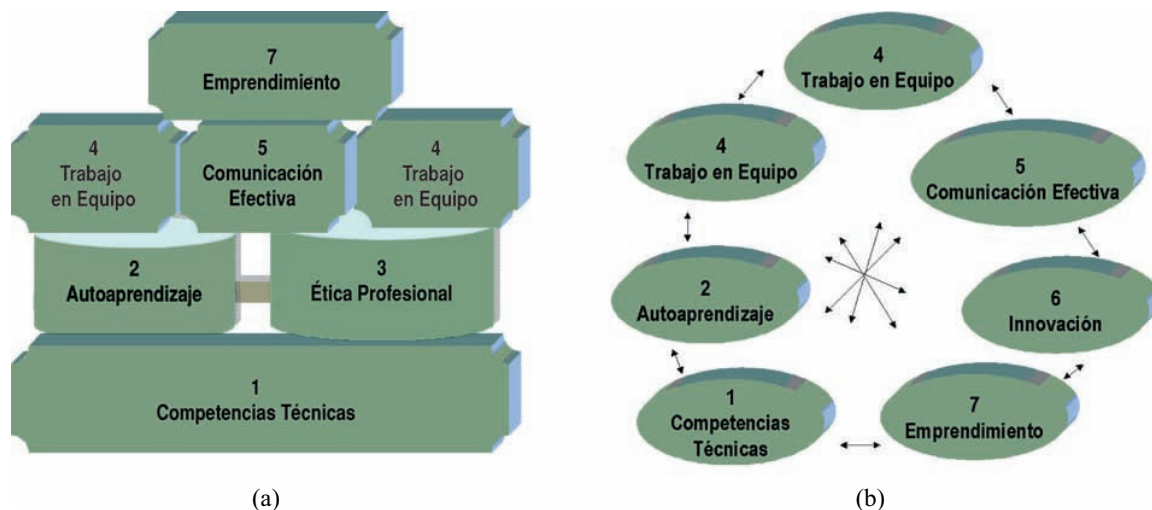 7
Emprendimiento
4
Trabajo
en Equipo
5
Comunicación
Efectiva
4
Trabajo
en Equipo
2
Autoaprendizaje
3
Ética Profesional
1
Competencias Técnicas
(a)
4
Trabajo en Equipo
4
Trabajo en Equipo
5
Comunicación Efectiva
2
Autoaprendizaje
6
Innovación
1
Competencias
Técnicas
7
Emprendimiento
(b)